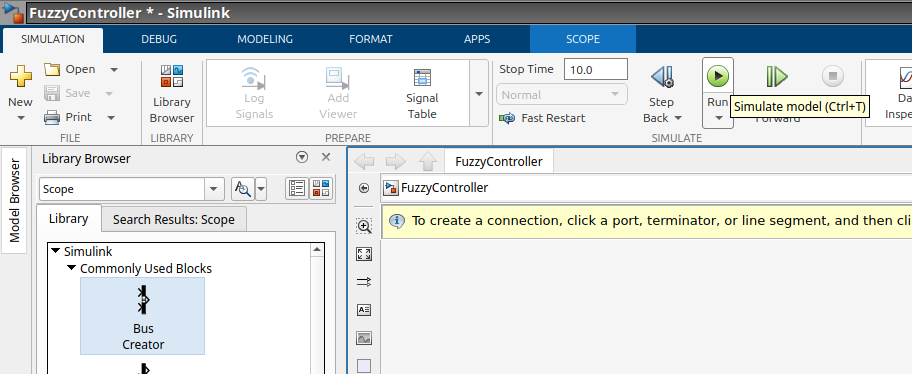 FuzzyController * - Simulink
SIMULATION DEBUG MODELING FORMAT APPS SCOPE
New
Open
Save
Print
FILE
Library
Browser
LIBRARY
Log
Signals
Add
Viewer
Signal
Table
PREPARE
Stop Time 10.0
Normal
Fast Restart
Step
Back
Run
Simulate model (Ctrl+T)
Forward
SIMULATE
Da
Inspe
Model Browser
Library Browser
Scope
Library Search Results: Scope
Simulink
Commonly Used Blocks
Bus
Creator
FuzzyController
FuzzyController
To create a connection, click a port, terminator, or line segment, and then cli